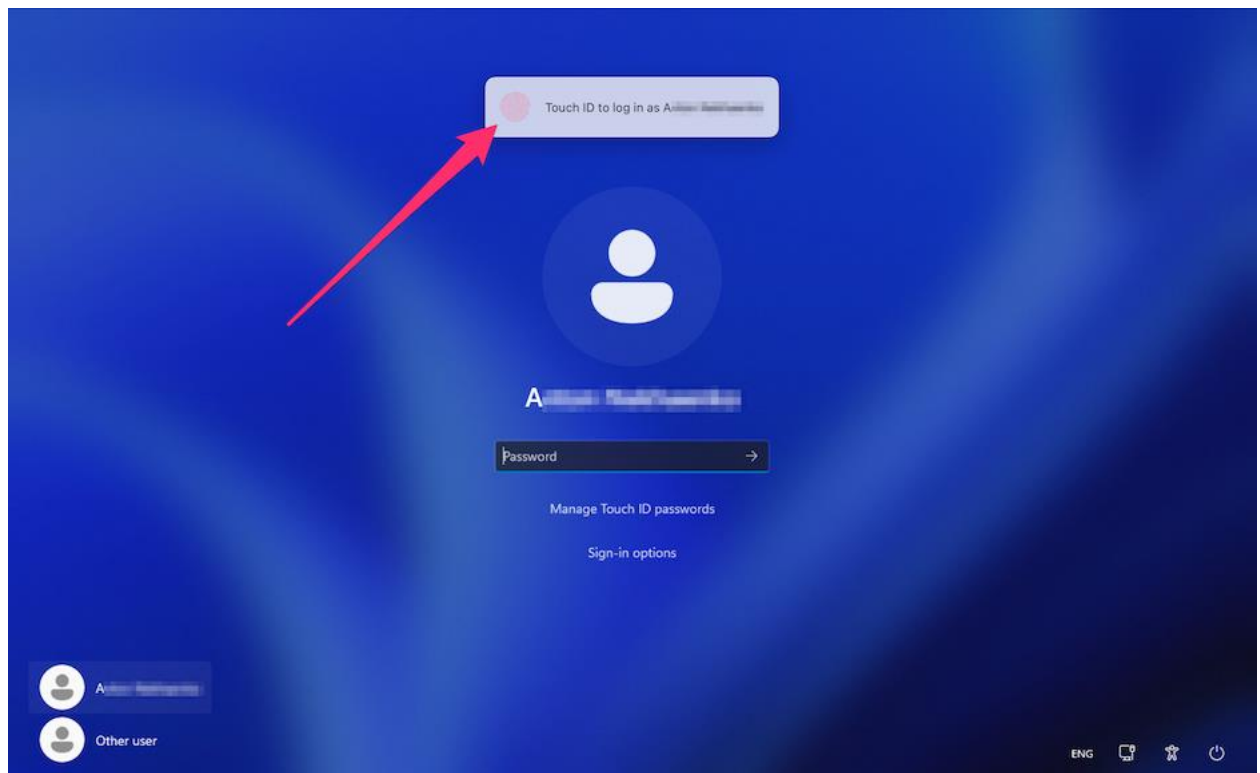 Touch ID to log in as A
A
Password
Manage Touch ID passwords
Sign-in options
A
Other user
ENG